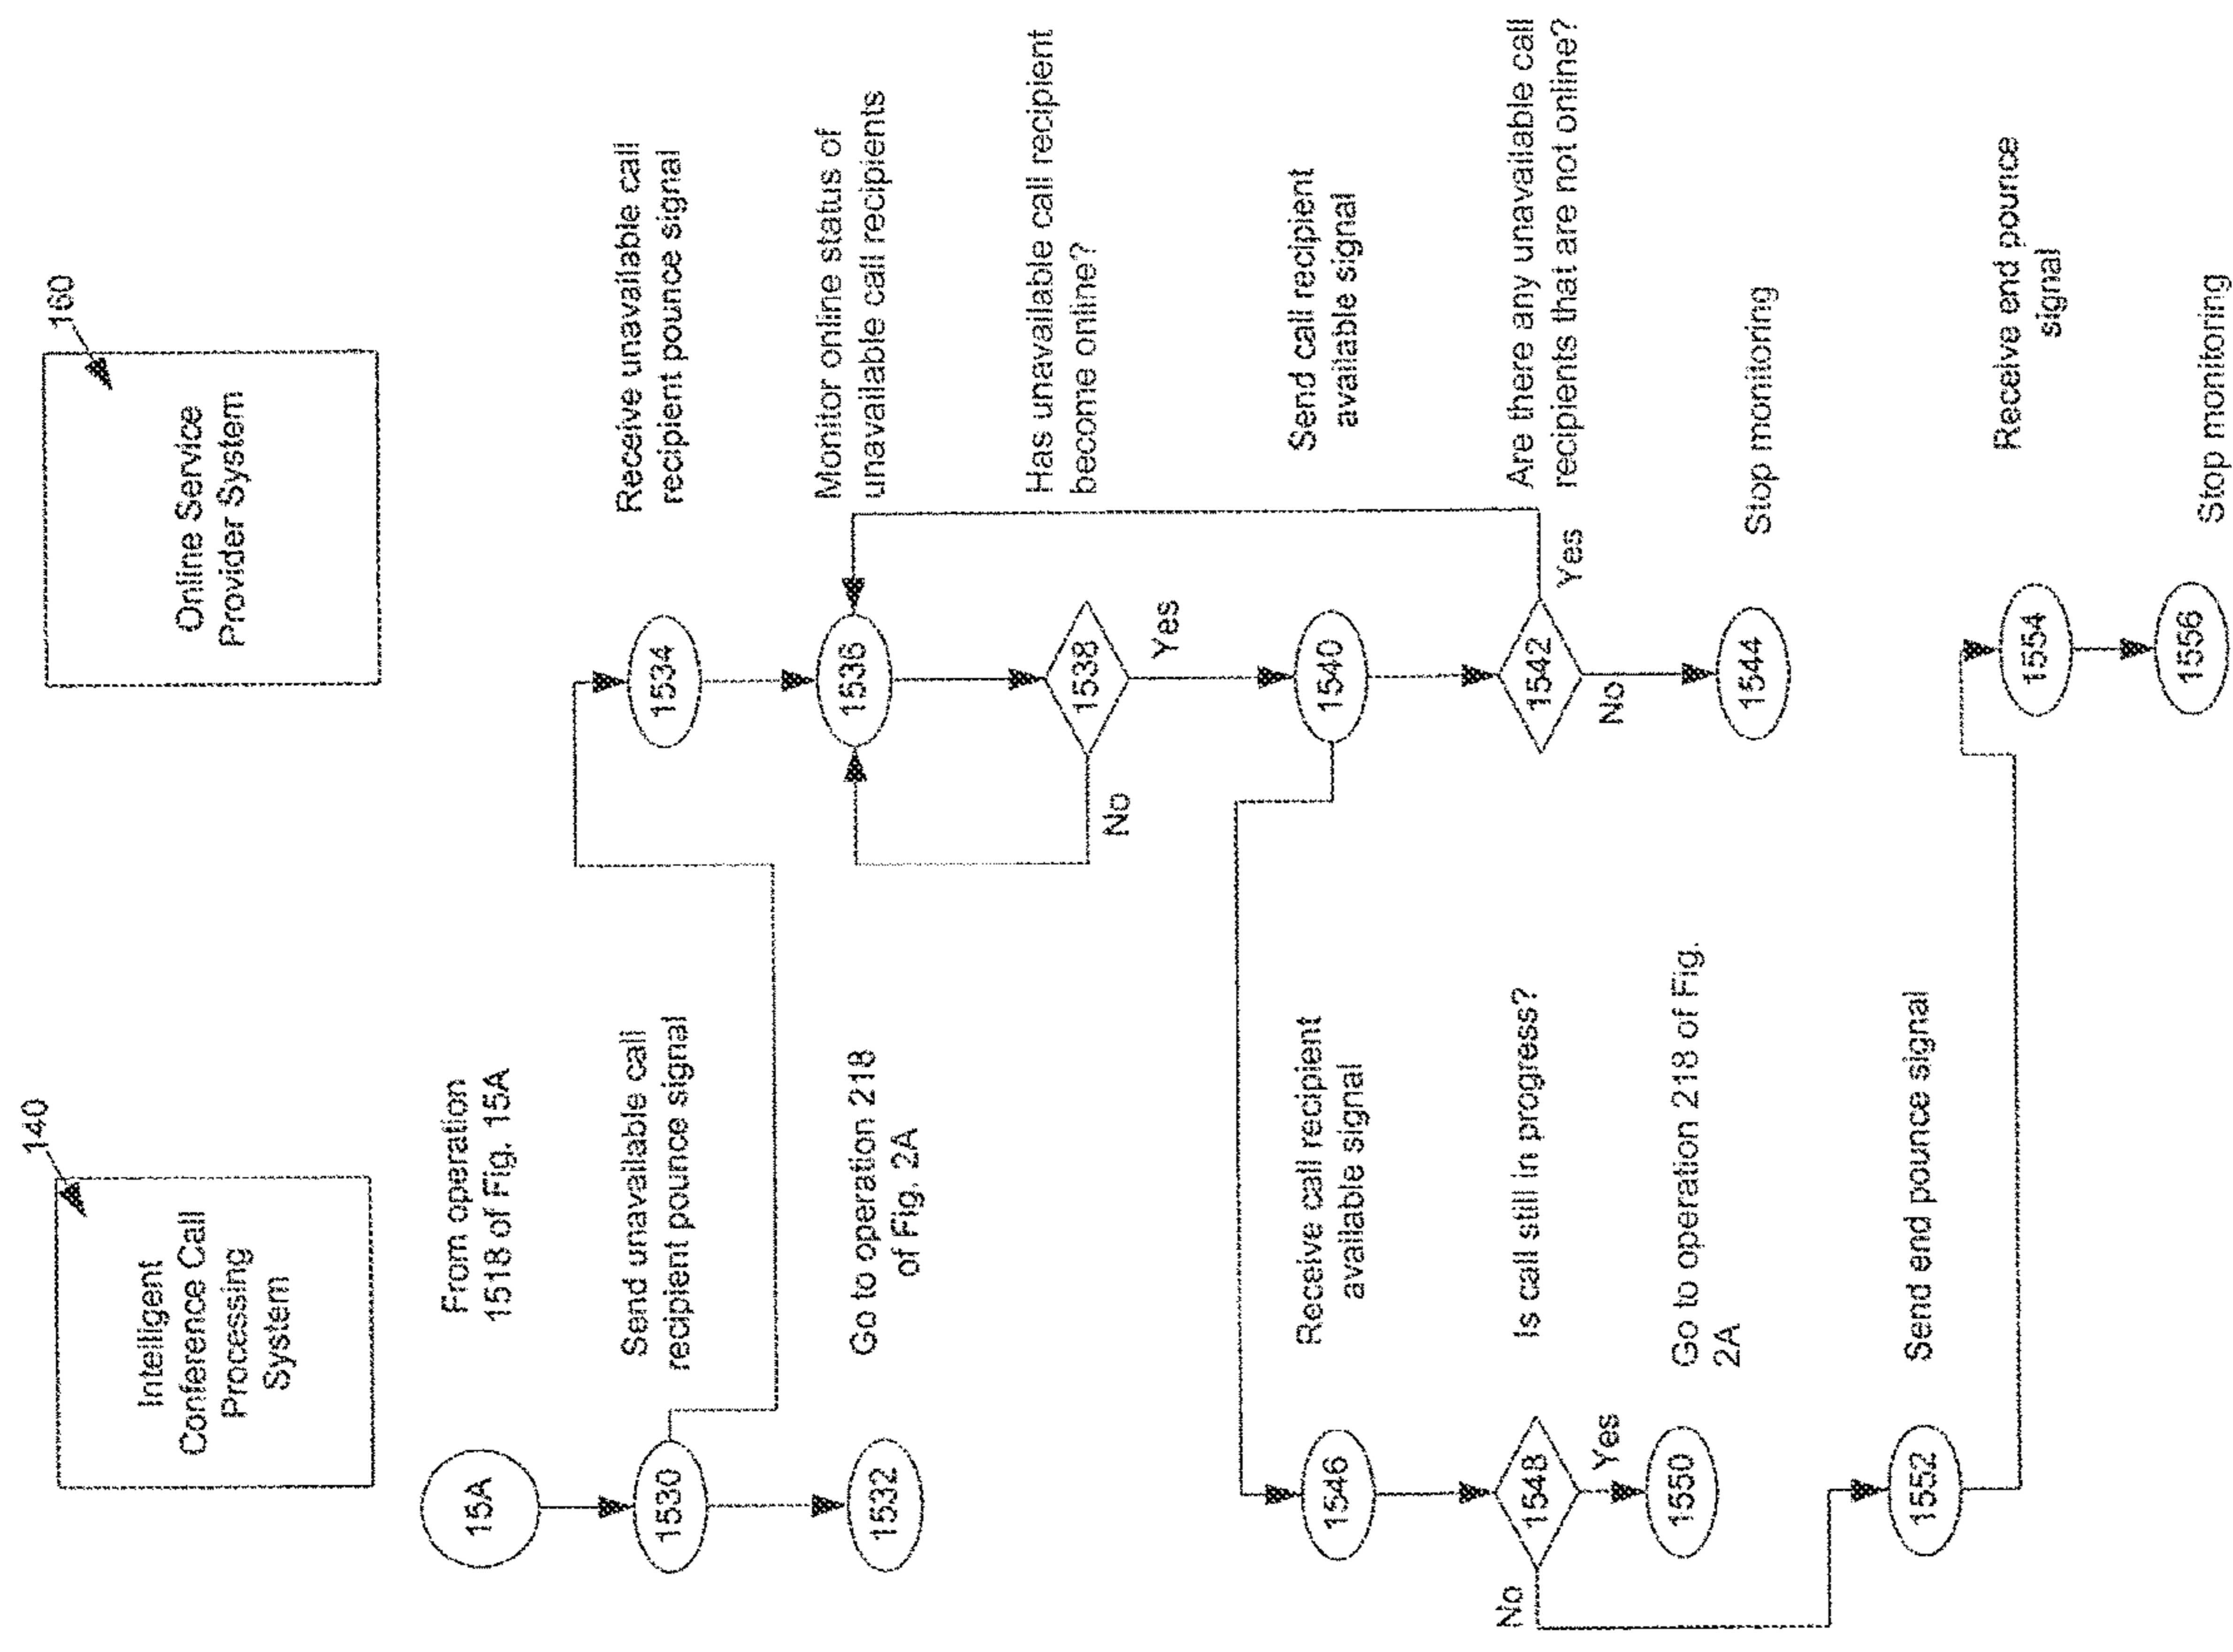 140
Intelligent
Conference Call
Processing
System
160
Online Service
Provider System
15A
From operation
1518 of Fig. 15A
1530
Send unavailable call
recipient pounce signal
1532
Go to operation 218
of Fig. 2A
1534
Receive unavailable call
recipient pounce signal
1536
Monitor online status of
unavailable call recipients
1538
Has unavailable call recipient
become online?
No
Yes
1540
Send call recipient
available signal
1542
Are there any unavailable call
recipients that are not online?
Yes
No
1544
Stop monitoring
1546
Receive call recipient
available signal
1548
Is call still in progress?
Yes
No
1550
Go to operation 218 of Fig.
2A
1552
Send end pounce signal
1554
Receive end pounce
signal
1556
Stop monitoring